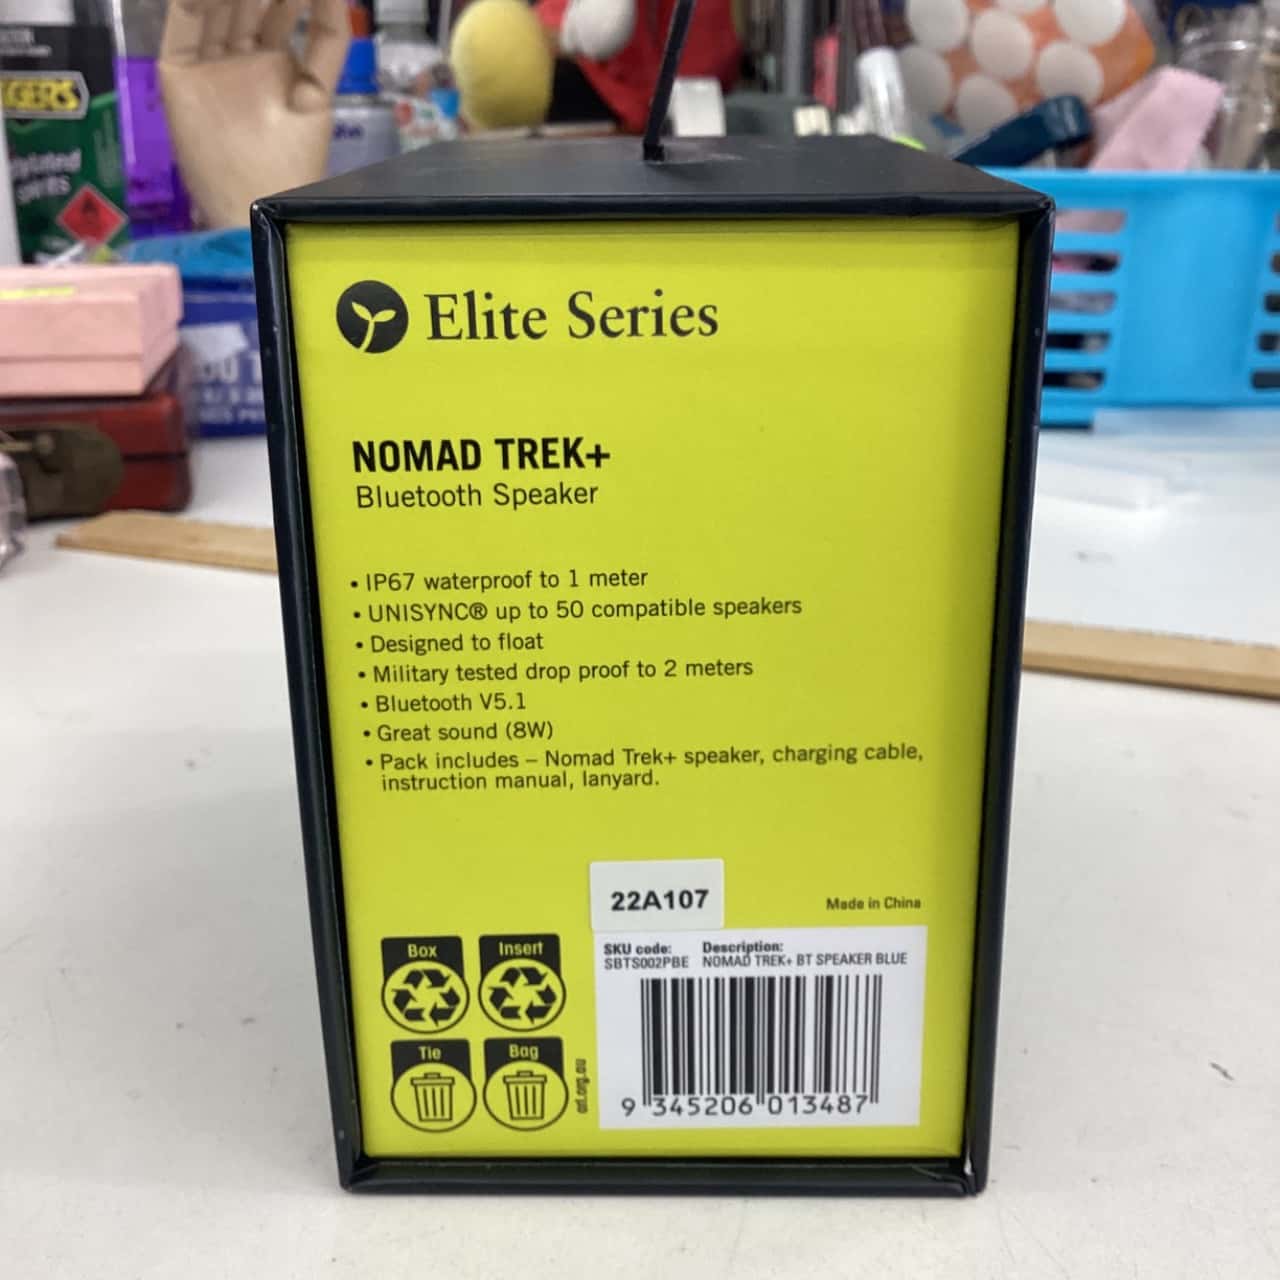 Elite Series
NOMAD TREK+
Bluetooth Speaker
• IP67 waterproof to 1 meter
• UNISYNC® up to 50 compatible speakers
• Designed to float
• Military tested drop proof to 2 meters
• Bluetooth V5.1
• Great sound (8W)
• Pack includes – Nomad Trek+ speaker, charging cable,
instruction manual, lanyard.
22A107
Made in China
SKU code: Description:
SBTS002PBE NOMAD TREK+ BT SPEAKER BLUE
9 345206 013487
Box Insert
Tie Bag
arl.org.au